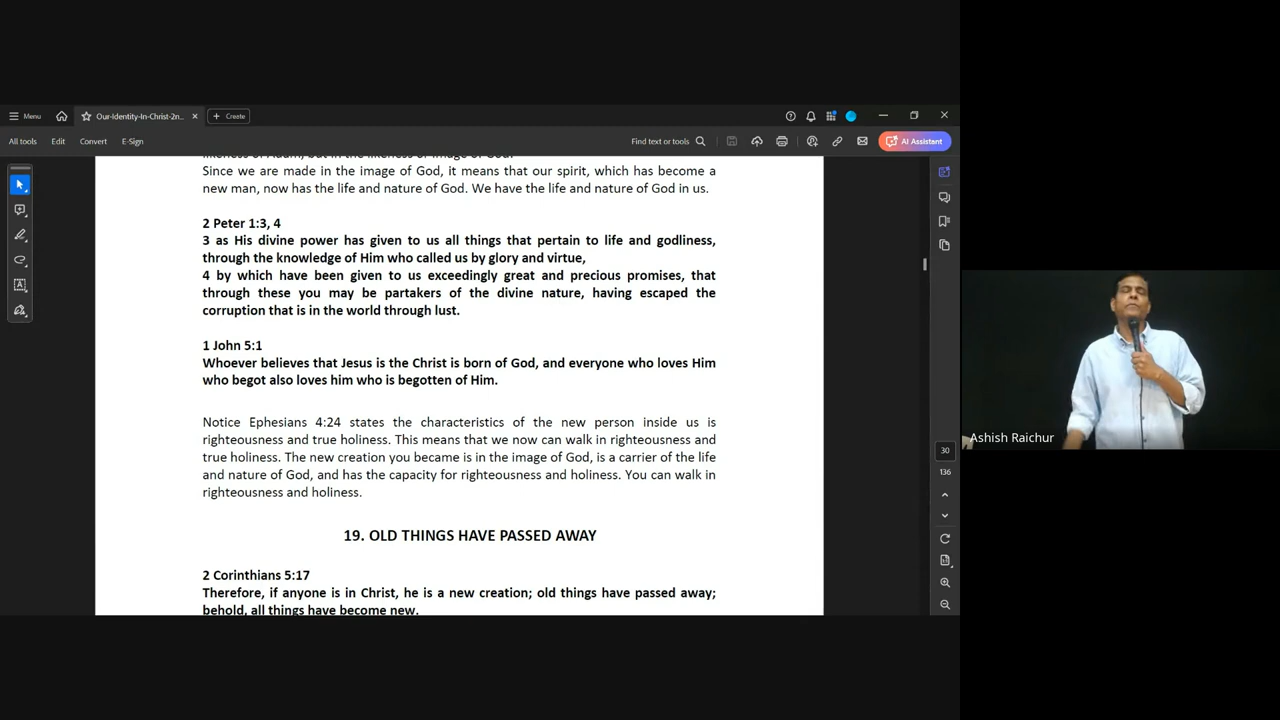 Menu
Our-Identity-In-Christ-2n...
Create
All tools
Edit
Convert
E-Sign
Find text or tools
AI Assistant
likeness of Adam, but in the likeness or image of God.
Since we are made in the image of God, it means that our spirit, which has become a
new man, now has the life and nature of God. We have the life and nature of God in us.
2 Peter 1:3, 4
3 as His divine power has given to us all things that pertain to life and godliness,
through the knowledge of Him who called us by glory and virtue,
4 by which have been given to us exceedingly great and precious promises, that
through these you may be partakers of the divine nature, having escaped the
corruption that is in the world through lust.
1 John 5:1
Whoever believes that Jesus is the Christ is born of God, and everyone who loves Him
who begot also loves him who is begotten of Him.
Notice Ephesians 4:24 states the characteristics of the new person inside us is
righteousness and true holiness. This means that we now can walk in righteousness and
true holiness. The new creation you became is in the image of God, is a carrier of the life
and nature of God, and has the capacity for righteousness and holiness. You can walk in
righteousness and holiness.
19. OLD THINGS HAVE PASSED AWAY
2 Corinthians 5:17
Therefore, if anyone is in Christ, he is a new creation; old things have passed away;
behold, all things have become new.
30
136
Ashish Raichur